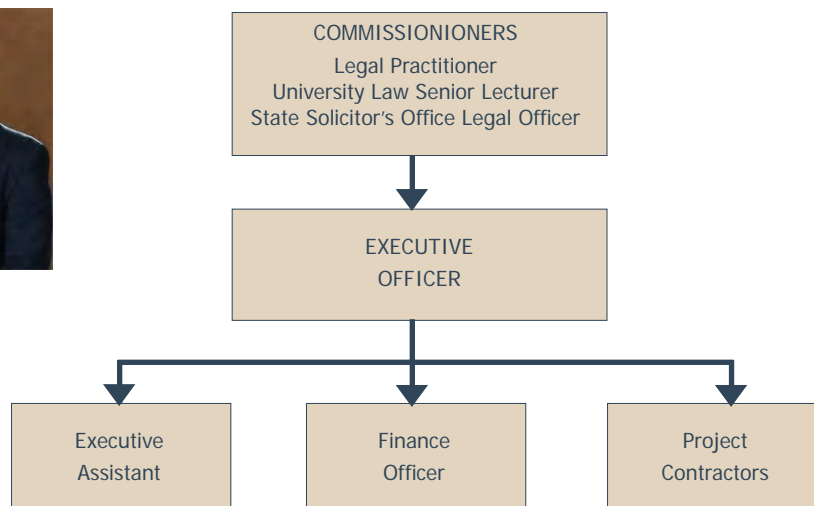 COMMISSIONIONERS
Legal Practitioner
University Law Senior Lecturer
State Solicitor's Office Legal Officer
EXECUTIVE
OFFICER
Executive
Assistant
Finance
Officer
Project
Contractors